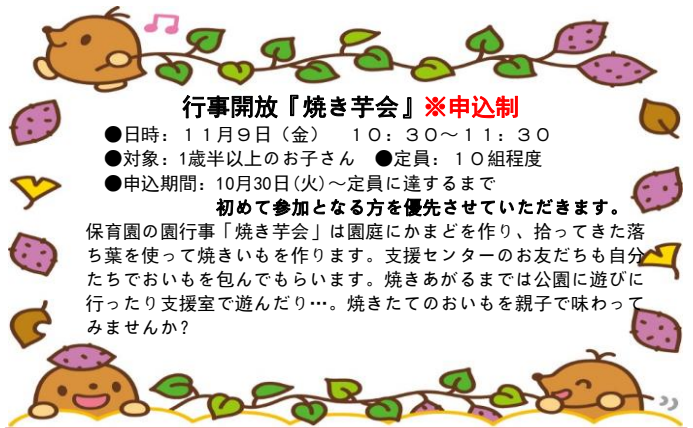 行事開放『焼き芋会』※申込制
●日時：１１月９日（金）　１０：３０～１１：３０
●対象：1歳半以上のお子さん　●定員：１０組程度
●申込期間：10月30日(火)～定員に達するまで
初めて参加となる方を優先させていただきます。
保育園の園行事「焼き芋会」は園庭にかまどを作り、拾ってきた落
ち葉を使って焼きいもを作ります。支援センターのお友だちも自分
たちでおいもを包んでもらいます。焼きあがるまでは公園に遊びに
行ったり支援室で遊んだり…。焼きたてのおいもを親子で味わって
みませんか？